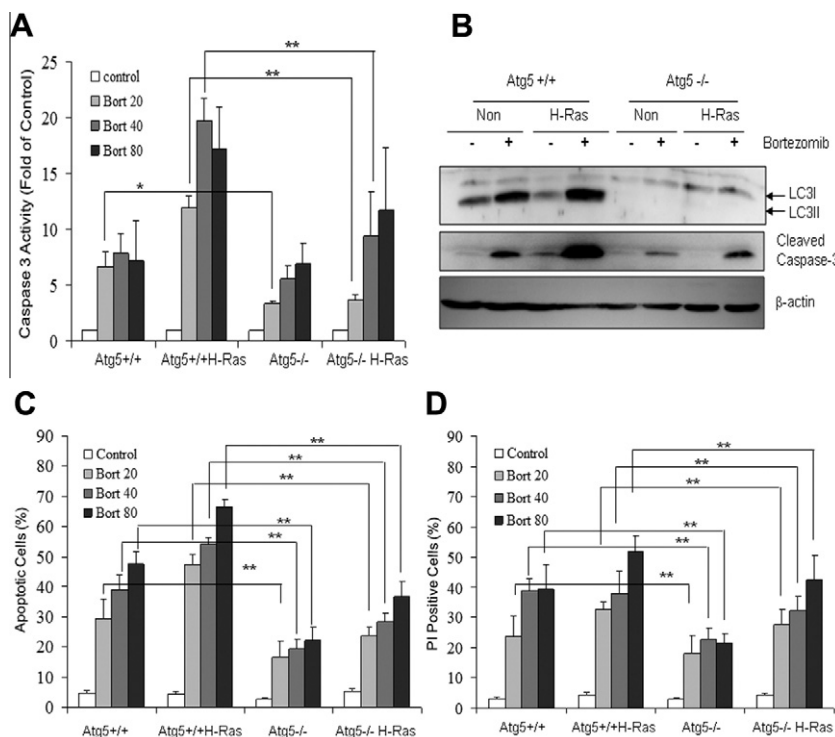 A
Caspase 3 Activity (Fold of Control)
25
20
15
10
5
0
control
Bort 20
Bort 40
Bort 80
**
**
*
Atg5+/+
Atg5+/+H-Ras
Atg5-/-
Atg5-/- H-Ras
B
Atg5 +/+
Atg5 -/-
Non
H-Ras
Non
H-Ras
- + - + - + - +
Bortezomib
LC3I
LC3II
Cleaved
Caspase-3
β-actin
C
Apoptotic Cells (%)
90
80
70
60
50
40
30
20
10
0
Control
Bort 20
Bort 40
Bort 80
**
**
**
**
**
**
Atg5+/+
Atg5+/+H-Ras
Atg5-/-
Atg5-/- H-Ras
D
PI Positive Cells (%)
90
80
70
60
50
40
30
20
10
0
Control
Bort 20
Bort 40
Bort 80
**
**
**
**
**
**
Atg5+/+
Atg5+/+H-Ras
Atg5-/-
Atg5-/- H-Ras